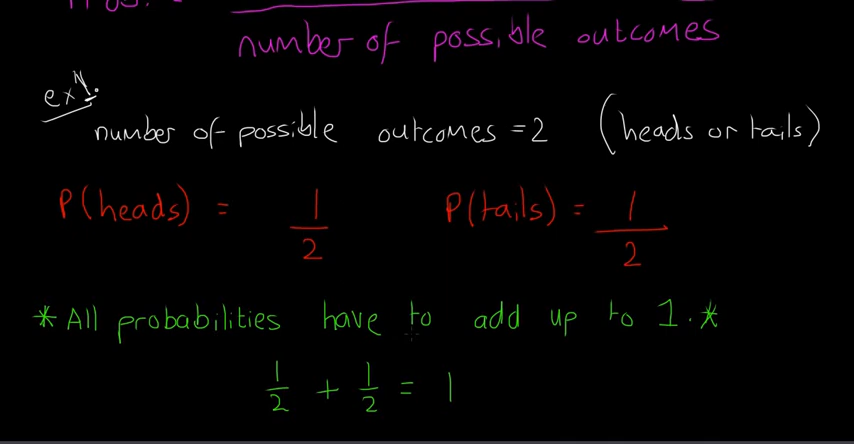 number of possible outcomes
exN.
number of possible outcomes = 2 (heads or tails)
P(heads) = 1/2 P(tails) = 1/2
*All probabilities have to add up to 1.*
1/2 + 1/2 = 1